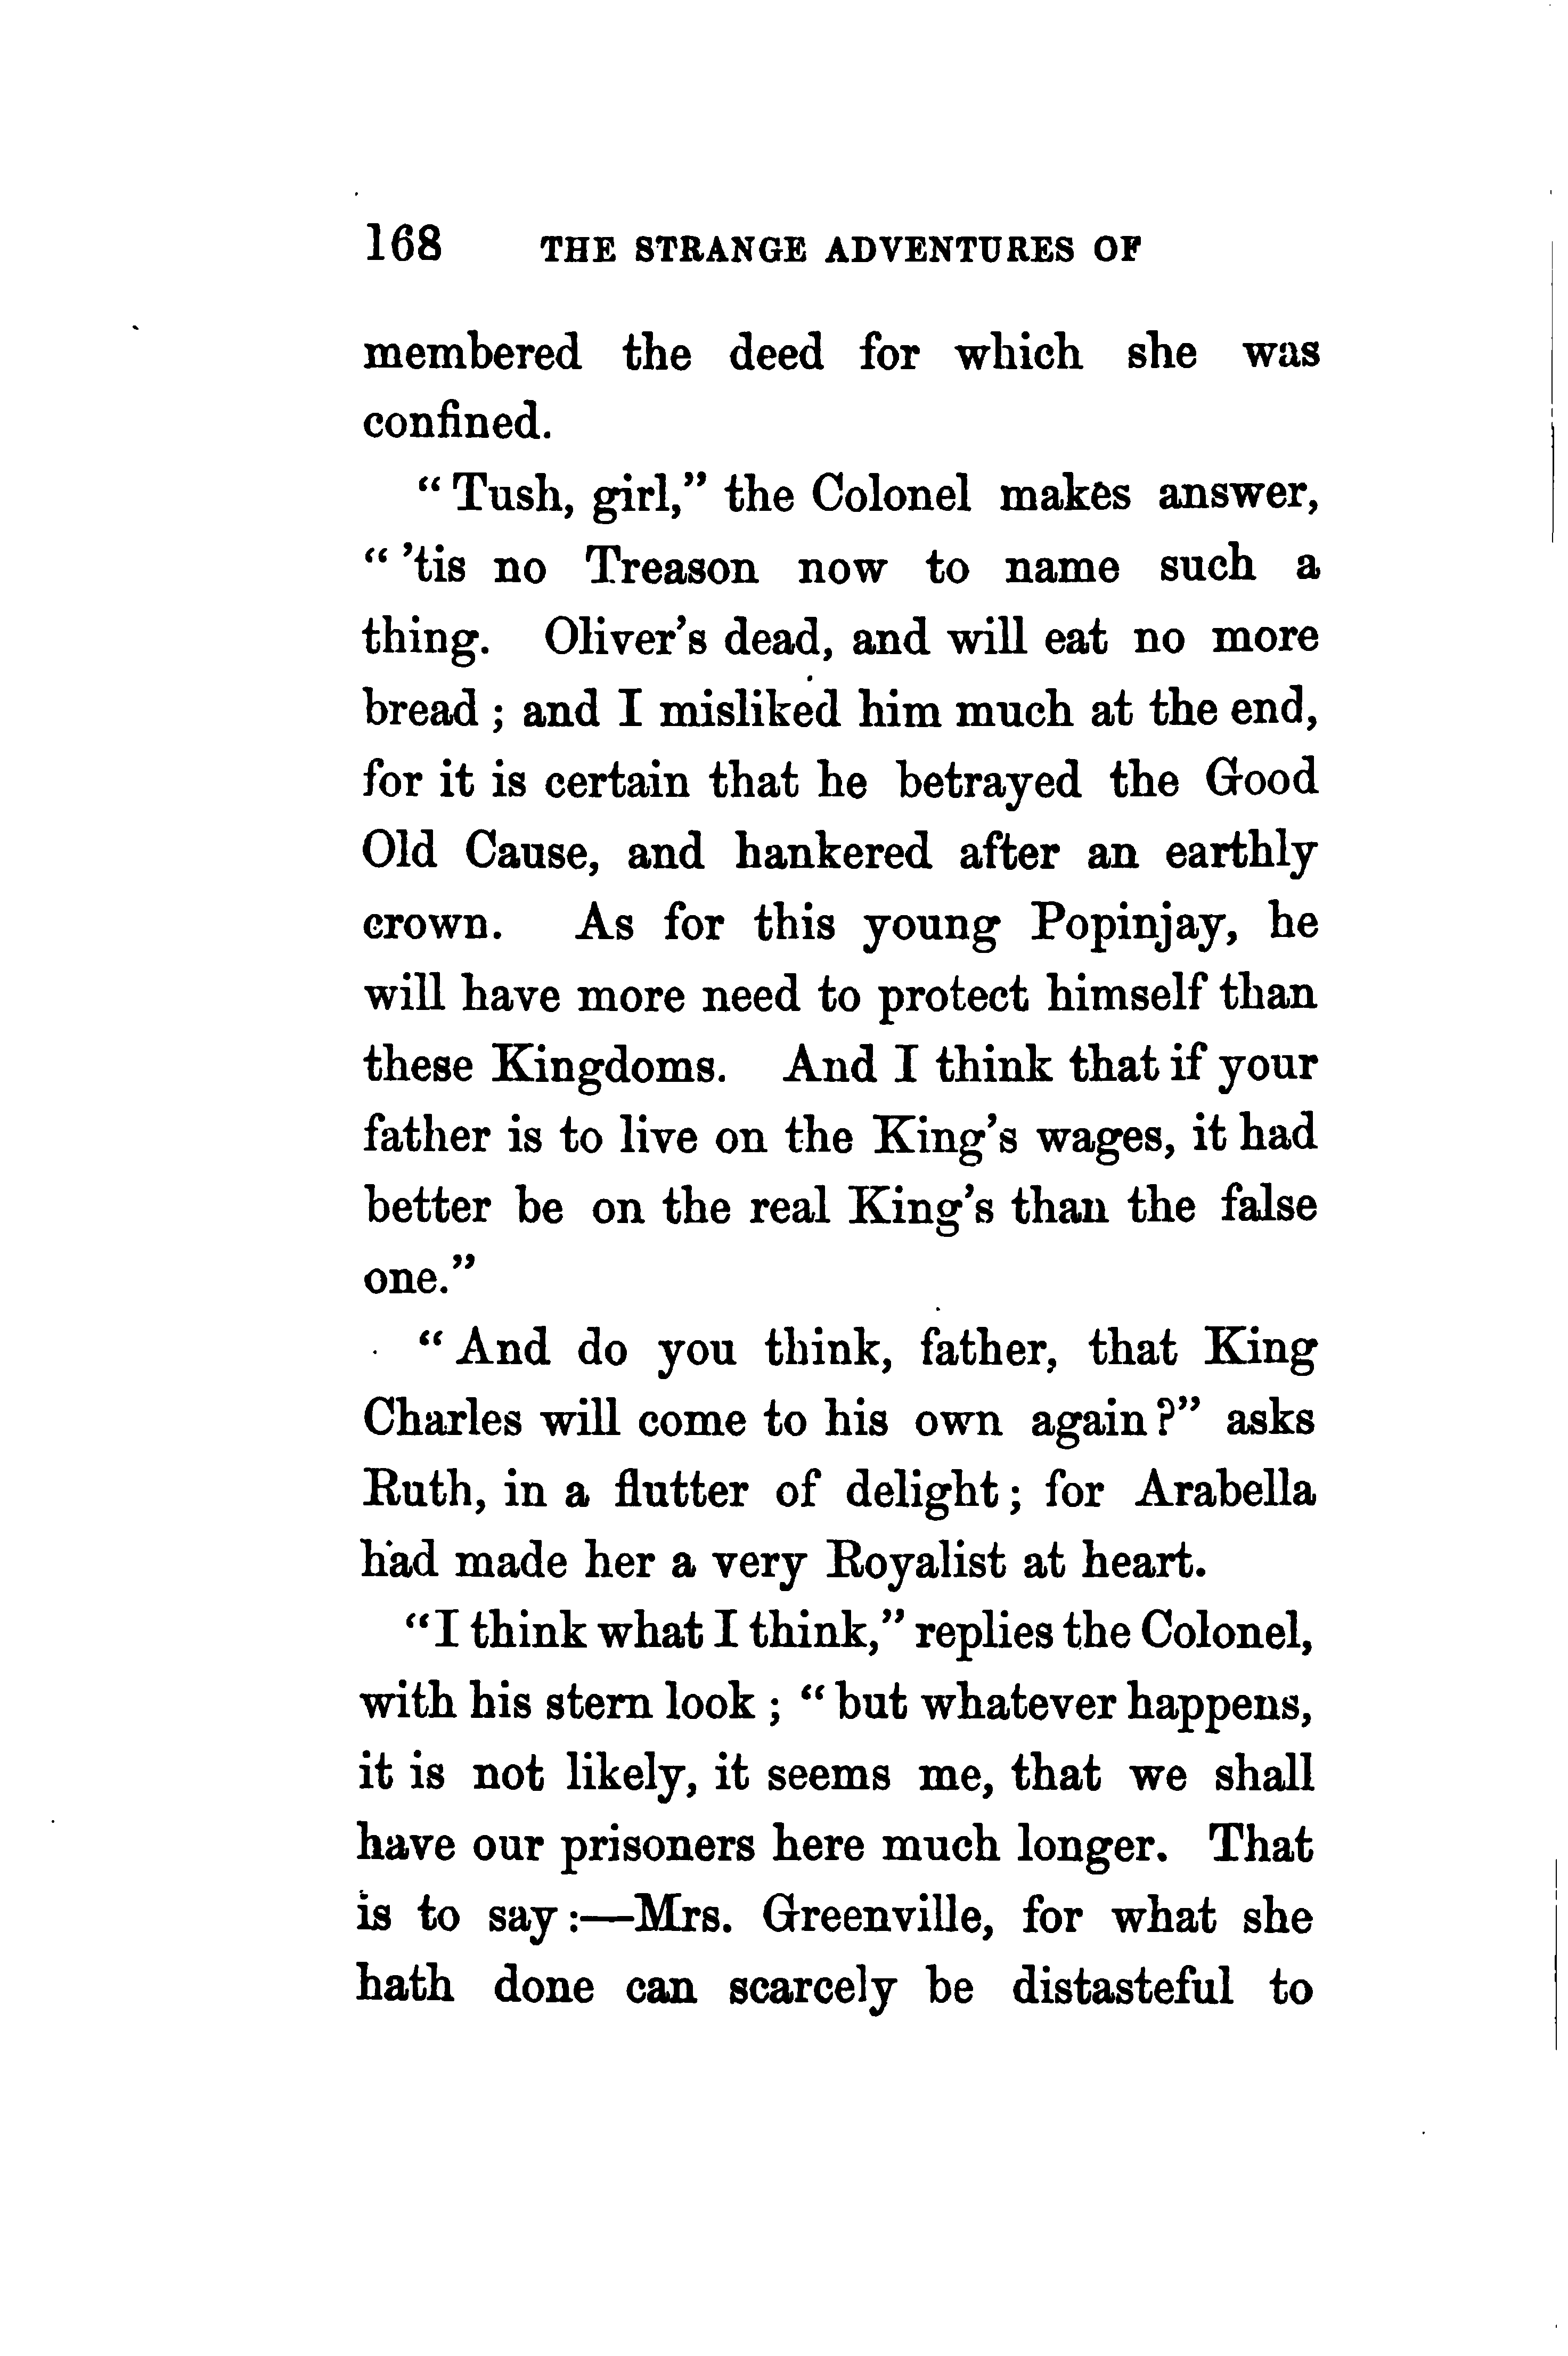 168 THE STRANGE ADVENTURES OF
membered the deed for which she was
confined.
“Tush, girl,” the Colonel makes answer,
“’tis no Treason now to name such a
thing. Oliver’s dead, and will eat no more
bread; and I misliked him much at the end,
for it is certain that he betrayed the Good
Old Cause, and hankered after an earthly
crown. As for this young Popinjay, he
will have more need to protect himself than
these Kingdoms. And I think that if your
father is to live on the King’s wages, it had
better be on the real King’s than the false
one.”
“And do you think, father, that King
Charles will come to his own again?” asks
Ruth, in a flutter of delight; for Arabella
had made her a very Royalist at heart.
“I think what I think,” replies the Colonel,
with his stern look; “but whatever happens,
it is not likely, it seems me, that we shall
have our prisoners here much longer. That
is to say:—Mrs. Greenville, for what she
hath done can scarcely be distasteful to